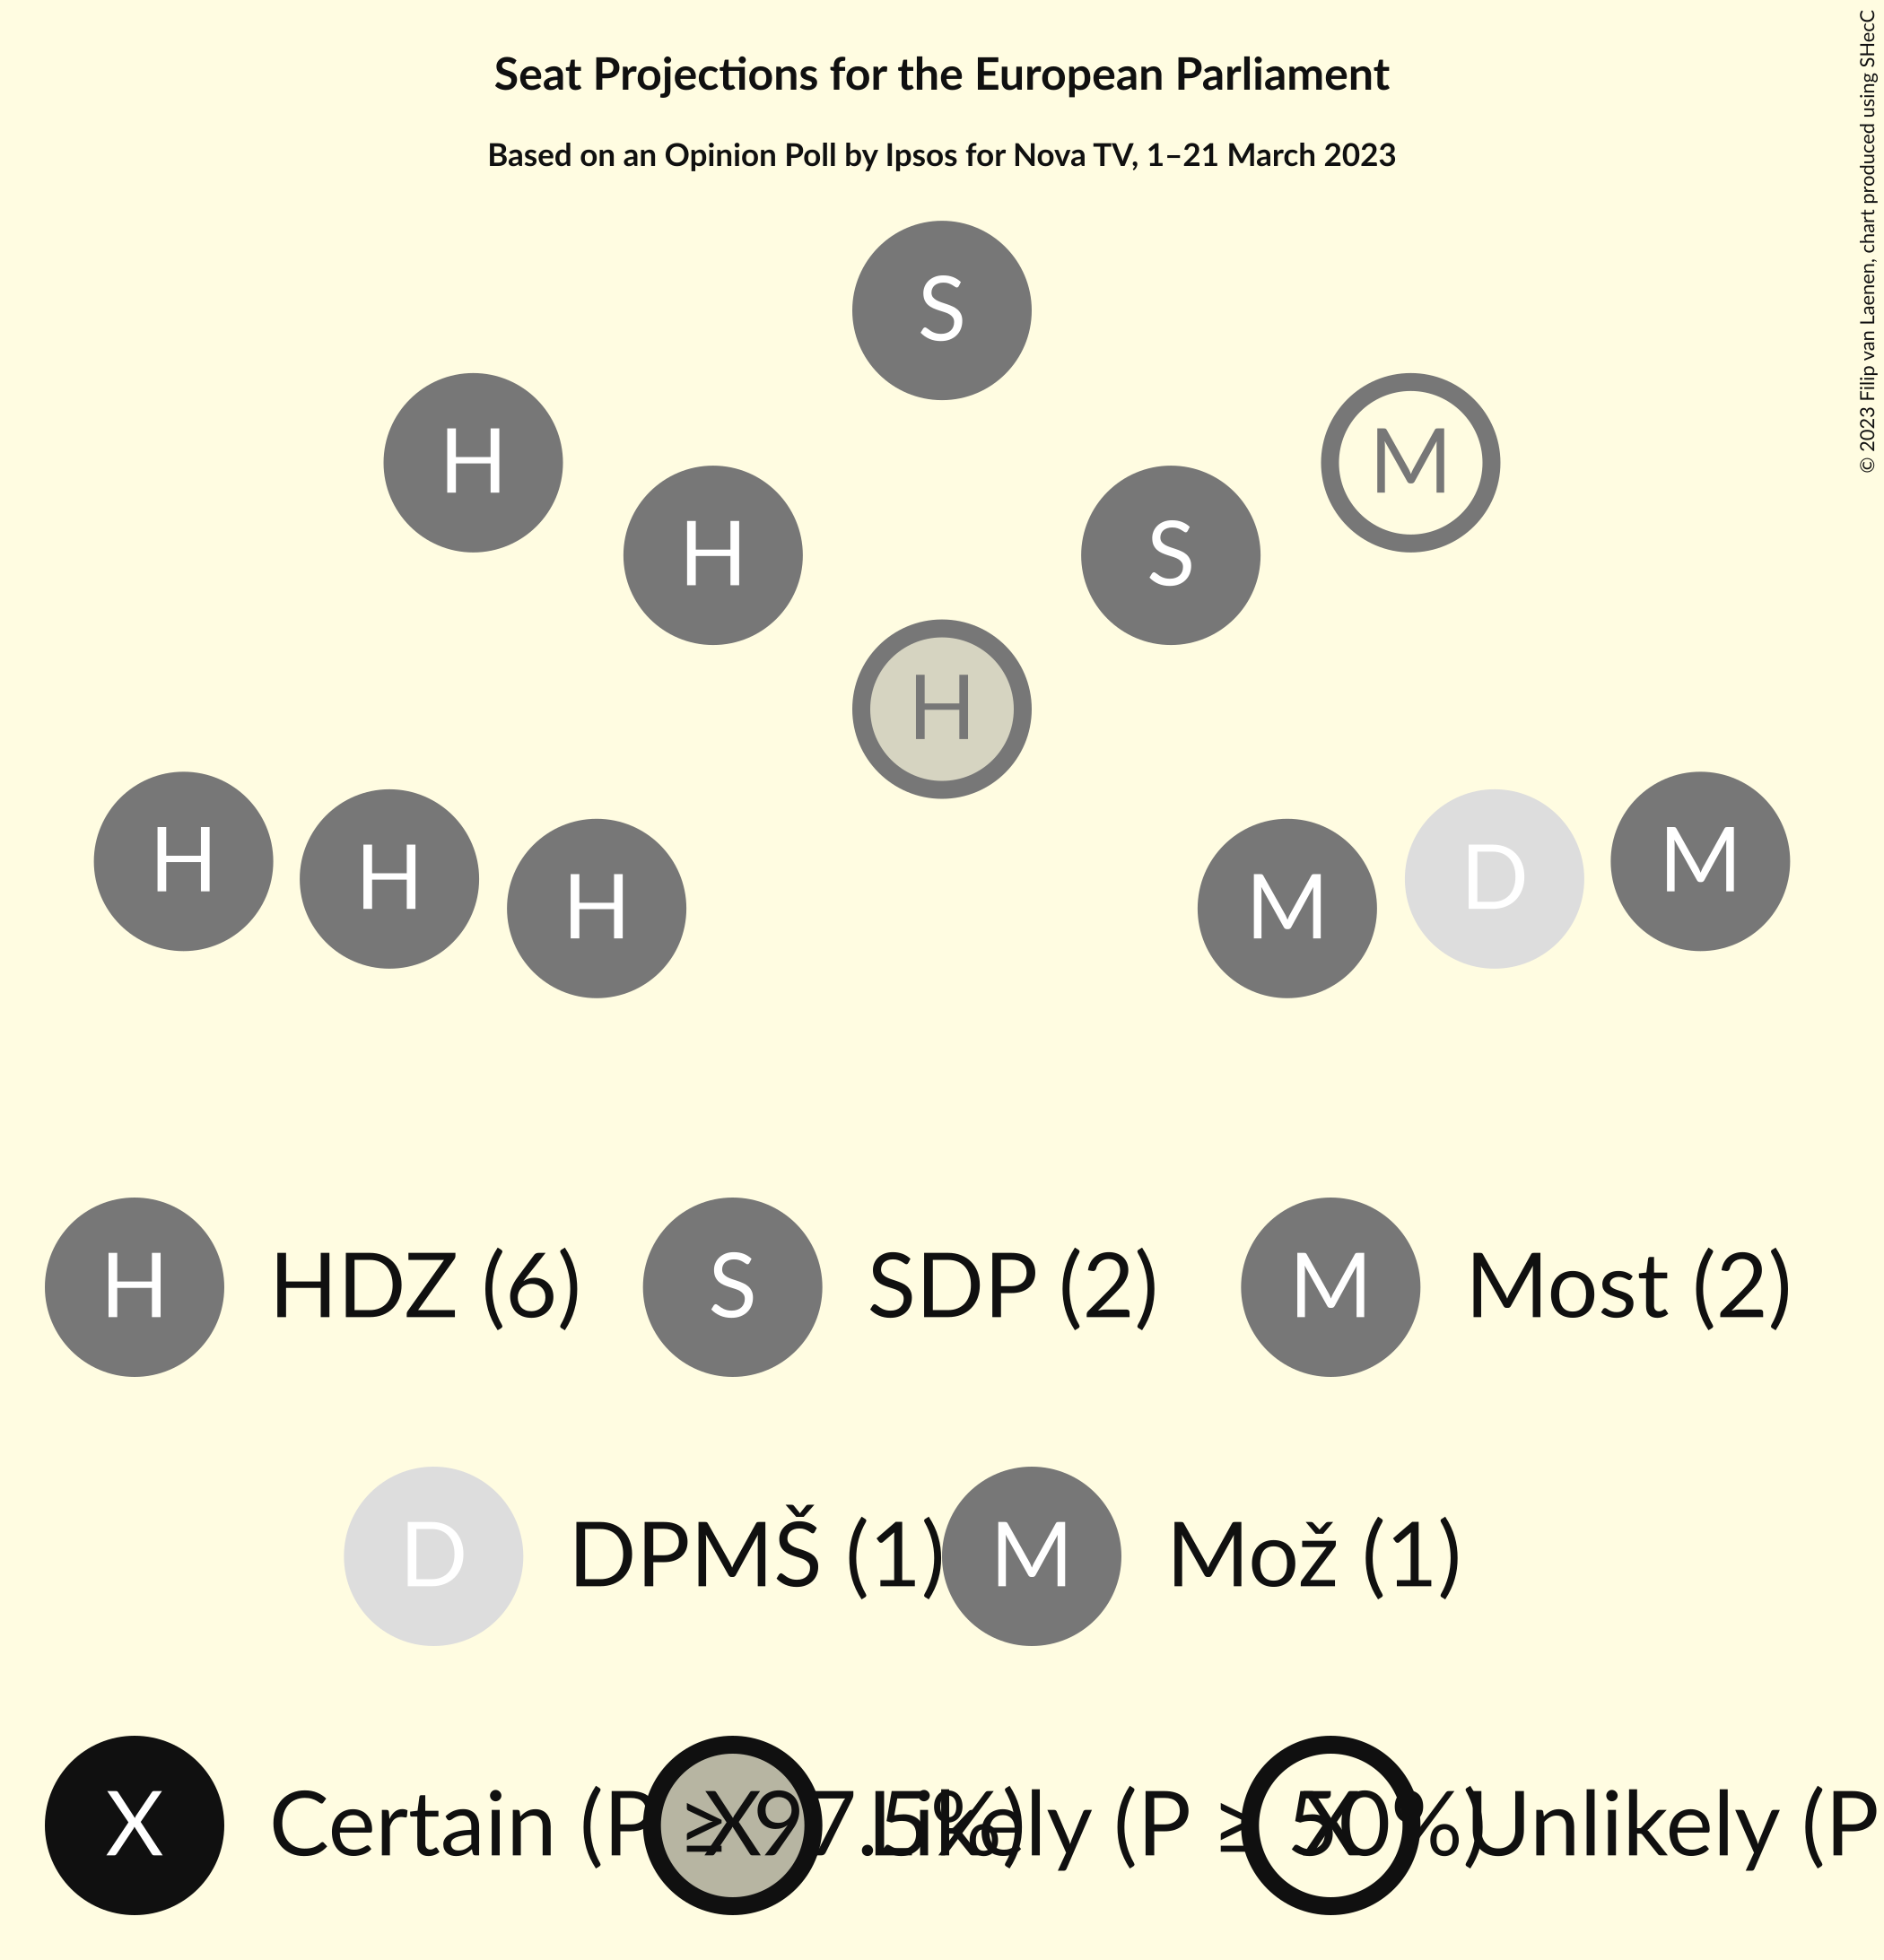 Seat Projections for the European Parliament
Based on an Opinion Poll by Ipsos for Nova TV, 1–21 March 2023
© 2023 Filip van Laenen, chart produced using SHecC
S
H
M
H
S
H
H
H
H
M
D
M
H HDZ (6) S SDP (2) M Most (2)
D DPMŠ (1) M Mož (1)
X Certain (P ≥ 97.5%) X Likely (P ≥ 50%) X Unlikely (P